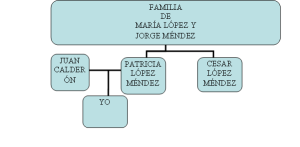 FAMILIA
DE
MARÍA LÓPEZ Y
JORGE MÉNDEZ
JUAN
CALDER
ÓN
PATRICIA
LÓPEZ
MÉNDEZ
CESAR
LÓPEZ
MÉNDEZ
YO